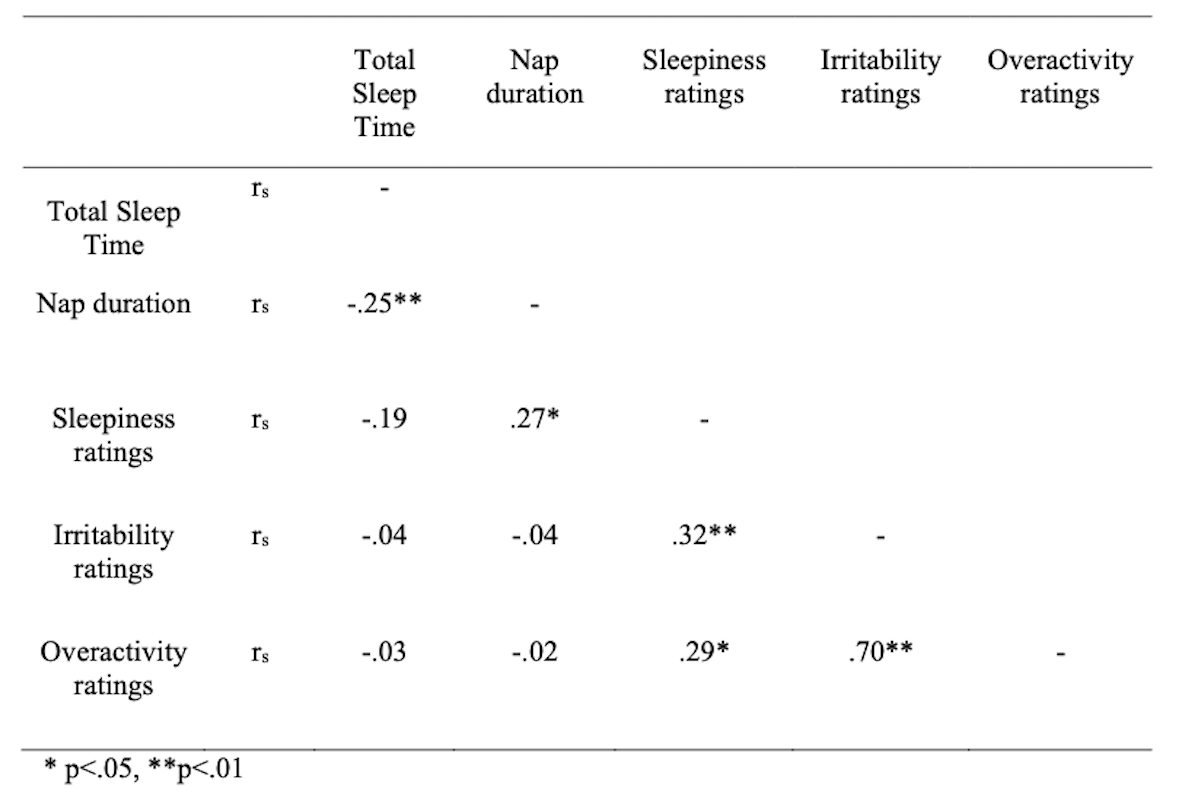 Total Sleep Time Nap duration Sleepiness ratings Irritability ratings Overactivity ratings
Total Sleep Time rₛ -
Nap duration rₛ -.25** -
Sleepiness ratings rₛ -.19 .27* -
Irritability ratings rₛ -.04 -.04 .32** -
Overactivity ratings rₛ -.03 -.02 .29* .70** -
* p<.05, **p<.01